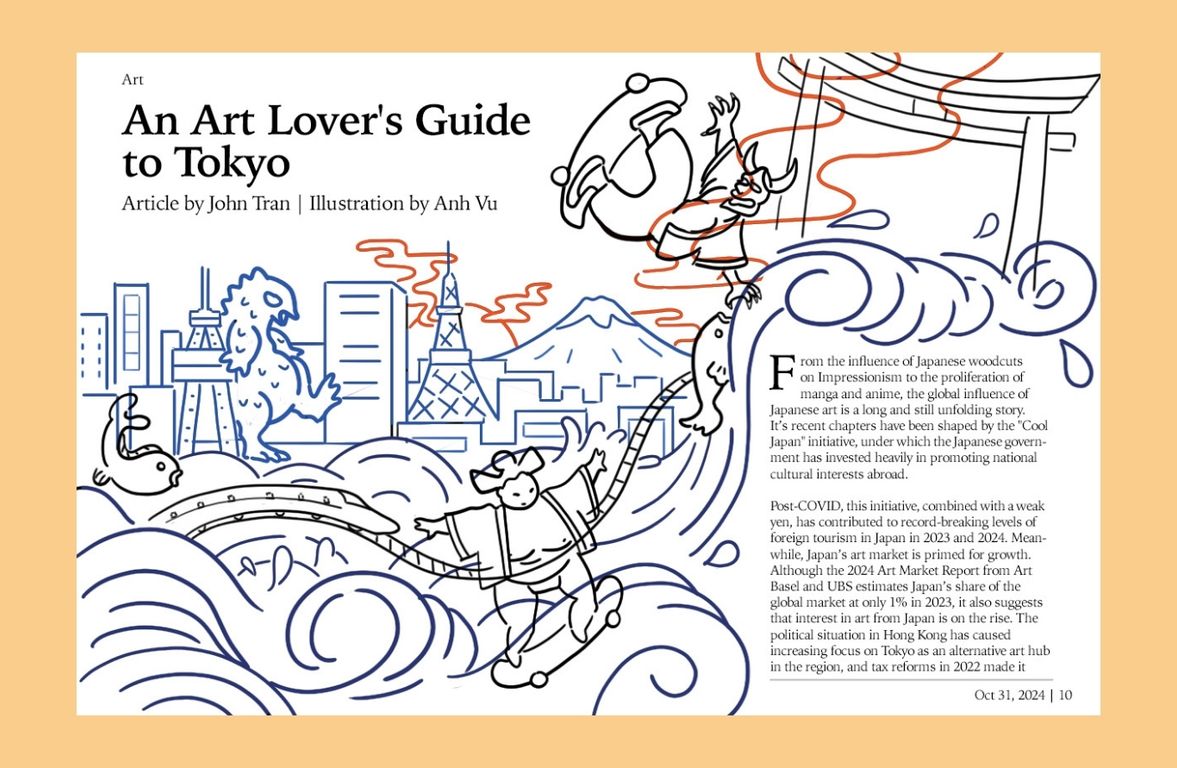 Art
An Art Lover's Guide
to Tokyo
Article by John Tran | Illustration by Anh Vu
From the influence of Japanese woodcuts
on Impressionism to the proliferation of
manga and anime, the global influence of
Japanese art is a long and still unfolding story.
It's recent chapters have been shaped by the "Cool
Japan" initiative, under which the Japanese govern-
ment has invested heavily in promoting national
cultural interests abroad.
Post-COVID, this initiative, combined with a weak
yen, has contributed to record-breaking levels of
foreign tourism in Japan in 2023 and 2024. Mean-
while, Japan's art market is primed for growth.
Although the 2024 Art Market Report from Art
Basel and UBS estimates Japan's share of the
global market at only 1% in 2023, it also suggests
that interest in art from Japan is on the rise. The
political situation in Hong Kong has caused
increasing focus on Tokyo as an alternative art hub
in the region, and tax reforms in 2022 made it
Oct 31, 2024 | 10